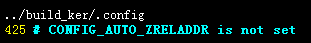 ../build_ker/.config
425 # CONFIG_AUTO_ZRELADDR is not set